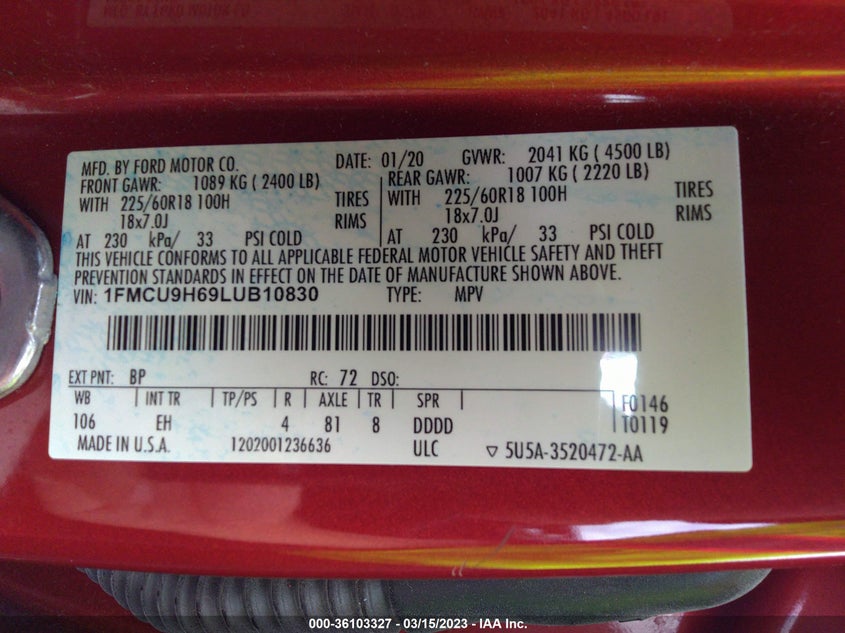 MFD. BY FORD MOTOR CO. DATE: 01/20 GVWR: 2041 KG ( 4500 LB)
FRONT GAWR: 1089 KG ( 2400 LB) REAR GAWR: 1007 KG ( 2220 LB)
WITH 225/60R18 100H TIRES WITH 225/60R18 100H TIRES
18x7.0J RIMS 18x7.0J RIMS
AT 230 kPa/ 33 PSI COLD AT 230 kPa/ 33 PSI COLD
THIS VEHICLE CONFORMS TO ALL APPLICABLE FEDERAL MOTOR VEHICLE SAFETY AND THEFT
PREVENTION STANDARDS IN EFFECT ON THE DATE OF MANUFACTURE SHOWN ABOVE.
VIN: 1FMCU9H69LUB10830 TYPE: MPV
EXT PNT: BP RC: 72 DSO:
WB INT TR TP/PS R AXLE TR SPR F0146
106 EH 4 81 8 DDDD T0119
MADE IN U.S.A. 1202001236636 ULC ▽ 5U5A-3520472-AA
000-36103327 - 03/15/2023 - © IAA Inc.